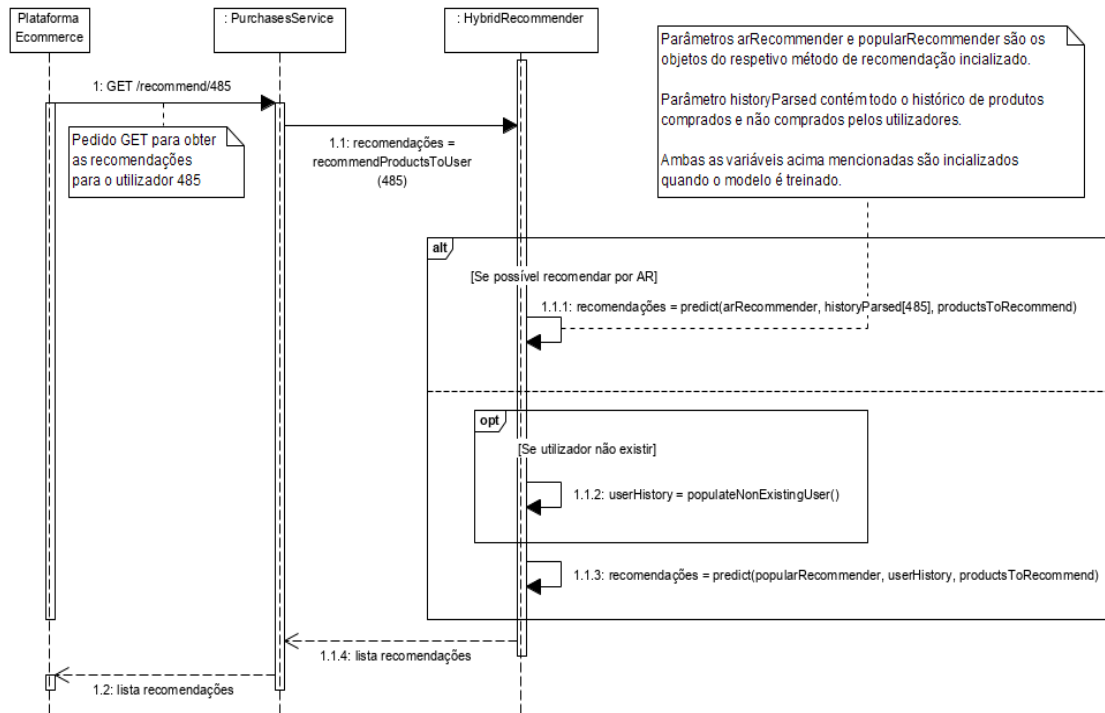 Plataforma
Ecommerce
: PurchasesService
: HybridRecommender
Parâmetros arRecommender e popularRecommender são os
objetos do respetivo método de recomendação incializado.
Parâmetro historyParsed contém todo o histórico de produtos
comprados e não comprados pelos utilizadores.
Ambas as variáveis acima mencionadas são incializados
quando o modelo é treinado.
1: GET /recommend/485
Pedido GET para obter
as recomendações
para o utilizador 485
1.1: recomendações =
recommendProductsToUser
(485)
alt
[Se possível recomendar por AR]
1.1.1: recomendações = predict(arRecommender, historyParsed[485], productsToRecommend)
opt
[Se utilizador não existir]
1.1.2: userHistory = populateNonExistingUser()
1.1.3: recomendações = predict(popularRecommender, userHistory, productsToRecommend)
1.1.4: lista recomendações
1.2: lista recomendações